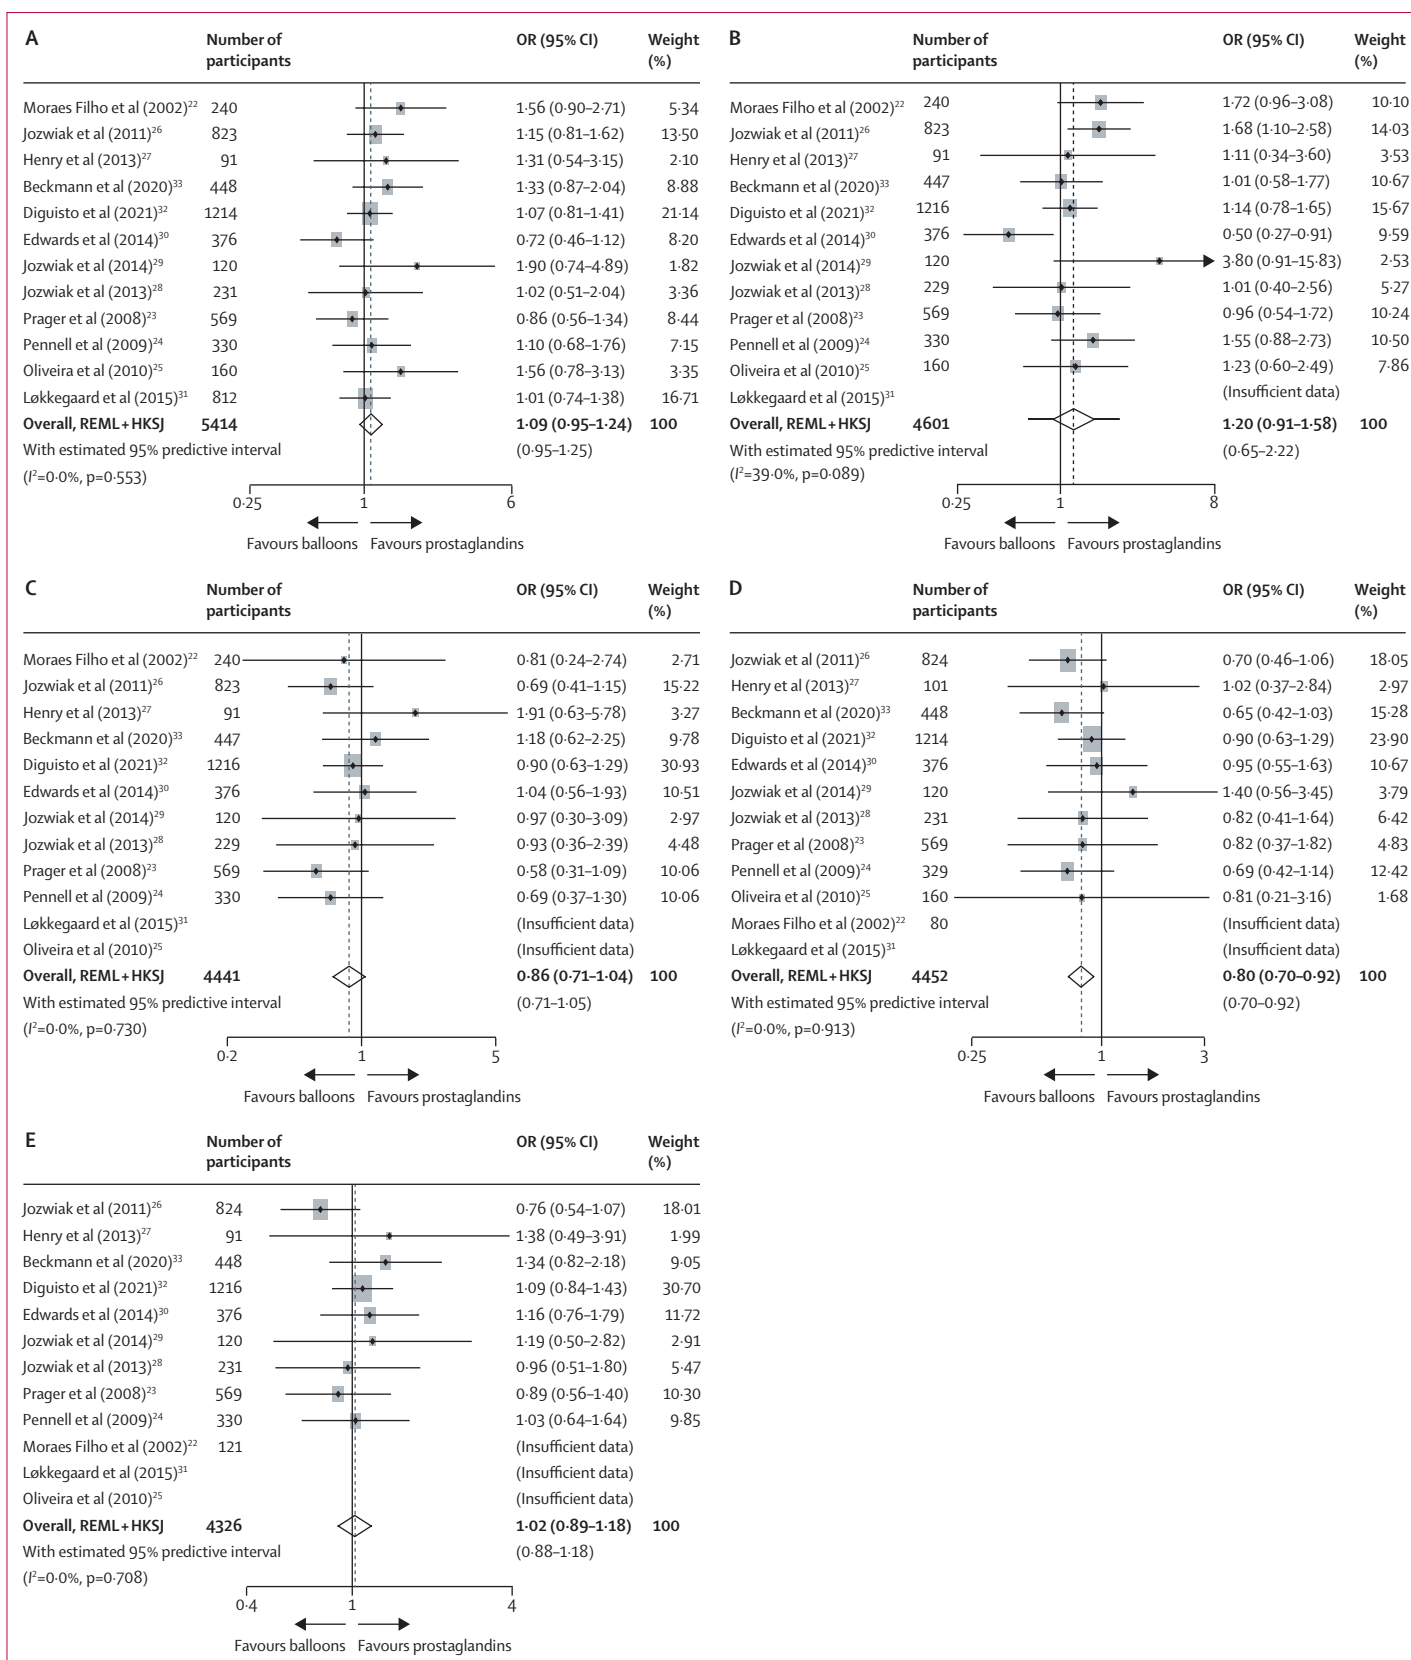 A Number of participants OR (95% CI) Weight (%)
Moraes Filho et al (2002)22 240 1·56 (0·90–2·71) 5·34
Jozwiak et al (2011)26 823 1·15 (0·81–1·62) 13·50
Henry et al (2013)27 91 1·31 (0·54–3·15) 2·10
Beckmann et al (2020)33 448 1·33 (0·87–2·04) 8·88
Diguisto et al (2021)32 1214 1·07 (0·81–1·41) 21·14
Edwards et al (2014)30 376 0·72 (0·46–1·12) 8·20
Jozwiak et al (2014)29 120 1·90 (0·74–4·89) 1·82
Jozwiak et al (2013)28 231 1·02 (0·51–2·04) 3·36
Prager et al (2008)23 569 0·86 (0·56–1·34) 8·44
Pennell et al (2009)24 330 1·10 (0·68–1·76) 7·15
Oliveira et al (2010)25 160 1·56 (0·78–3·13) 3·35
Løkkegaard et al (2015)31 812 1·01 (0·74–1·38) 16·71
Overall, REML+HKSJ 5414 1·09 (0·95–1·24) 100
With estimated 95% predictive interval (0·95–1·25)
(I2=0·0%, p=0·553)
0·25 1 6
Favours balloons Favours prostaglandins
B Number of participants OR (95% CI) Weight (%)
Moraes Filho et al (2002)22 240 1·72 (0·96–3·08) 10·10
Jozwiak et al (2011)26 823 1·68 (1·10–2·58) 14·03
Henry et al (2013)27 91 1·11 (0·34–3·60) 3·53
Beckmann et al (2020)33 447 1·01 (0·58–1·77) 10·67
Diguisto et al (2021)32 1216 1·14 (0·78–1·65) 15·67
Edwards et al (2014)30 376 0·50 (0·27–0·91) 9·59
Jozwiak et al (2014)29 120 3·80 (0·91–15·83) 2·53
Jozwiak et al (2013)28 229 1·01 (0·40–2·56) 5·27
Prager et al (2008)23 569 0·96 (0·54–1·72) 10·24
Pennell et al (2009)24 330 1·55 (0·88–2·73) 10·50
Oliveira et al (2010)25 160 1·23 (0·60–2·49) 7·86
Løkkegaard et al (2015)31 (Insufficient data)
Overall, REML+HKSJ 4601 1·20 (0·91–1·58) 100
With estimated 95% predictive interval (0·65–2·22)
(I2=39·0%, p=0·089)
0·25 1 8
Favours balloons Favours prostaglandins
C Number of participants OR (95% CI) Weight (%)
Moraes Filho et al (2002)22 240 0·81 (0·24–2·74) 2·71
Jozwiak et al (2011)26 823 0·69 (0·41–1·15) 15·22
Henry et al (2013)27 91 1·91 (0·63–5·78) 3·27
Beckmann et al (2020)33 447 1·18 (0·62–2·25) 9·78
Diguisto et al (2021)32 1216 0·90 (0·63–1·29) 30·93
Edwards et al (2014)30 376 1·04 (0·56–1·93) 10·51
Jozwiak et al (2014)29 120 0·97 (0·30–3·09) 2·97
Jozwiak et al (2013)28 229 0·93 (0·36–2·39) 4·48
Prager et al (2008)23 569 0·58 (0·31–1·09) 10·06
Pennell et al (2009)24 330 0·69 (0·37–1·30) 10·06
Løkkegaard et al (2015)31 (Insufficient data)
Oliveira et al (2010)25 (Insufficient data)
Overall, REML+HKSJ 4441 0·86 (0·71–1·04) 100
With estimated 95% predictive interval (0·71–1·05)
(I2=0·0%, p=0·730)
0·2 1 5
Favours balloons Favours prostaglandins
D Number of participants OR (95% CI) Weight (%)
Jozwiak et al (2011)26 824 0·70 (0·46–1·06) 18·05
Henry et al (2013)27 101 1·02 (0·37–2·84) 2·97
Beckmann et al (2020)33 448 0·65 (0·42–1·03) 15·28
Diguisto et al (2021)32 1214 0·90 (0·63–1·29) 23·90
Edwards et al (2014)30 376 0·95 (0·55–1·63) 10·67
Jozwiak et al (2014)29 120 1·40 (0·56–3·45) 3·79
Jozwiak et al (2013)28 231 0·82 (0·41–1·64) 6·42
Prager et al (2008)23 569 0·82 (0·37–1·82) 4·83
Pennell et al (2009)24 329 0·69 (0·42–1·14) 12·42
Oliveira et al (2010)25 160 0·81 (0·21–3·16) 1·68
Moraes Filho et al (2002)22 80 (Insufficient data)
Løkkegaard et al (2015)31 (Insufficient data)
Overall, REML+HKSJ 4452 0·80 (0·70–0·92) 100
With estimated 95% predictive interval (0·70–0·92)
(I2=0·0%, p=0·913)
0·25 1 3
Favours balloons Favours prostaglandins
E Number of participants OR (95% CI) Weight (%)
Jozwiak et al (2011)26 824 0·76 (0·54–1·07) 18·01
Henry et al (2013)27 91 1·38 (0·49–3·91) 1·99
Beckmann et al (2020)33 448 1·34 (0·82–2·18) 9·05
Diguisto et al (2021)32 1216 1·09 (0·84–1·43) 30·70
Edwards et al (2014)30 376 1·16 (0·76–1·79) 11·72
Jozwiak et al (2014)29 120 1·19 (0·50–2·82) 2·91
Jozwiak et al (2013)28 231 0·96 (0·51–1·80) 5·47
Prager et al (2008)23 569 0·89 (0·56–1·40) 10·30
Pennell et al (2009)24 330 1·03 (0·64–1·64) 9·85
Moraes Filho et al (2002)22 121 (Insufficient data)
Løkkegaard et al (2015)31 (Insufficient data)
Oliveira et al (2010)25 (Insufficient data)
Overall, REML+HKSJ 4326 1·02 (0·89–1·18) 100
With estimated 95% predictive interval (0·88–1·18)
(I2=0·0%, p=0·708)
0·4 1 4
Favours balloons Favours prostaglandins